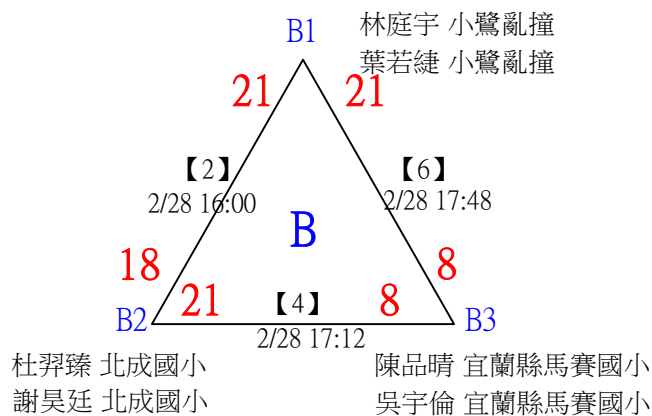 B1
林庭宇 小鷺亂撞
葉若緁 小鷺亂撞
21
21
【2】
2/28 16:00
【6】
2/28 17:48
B
18
8
21
【4】
8
B2
2/28 17:12
B3
杜羿臻 北成國小
謝昊廷 北成國小
陳品晴 宜蘭縣馬賽國小
吳宇倫 宜蘭縣馬賽國小